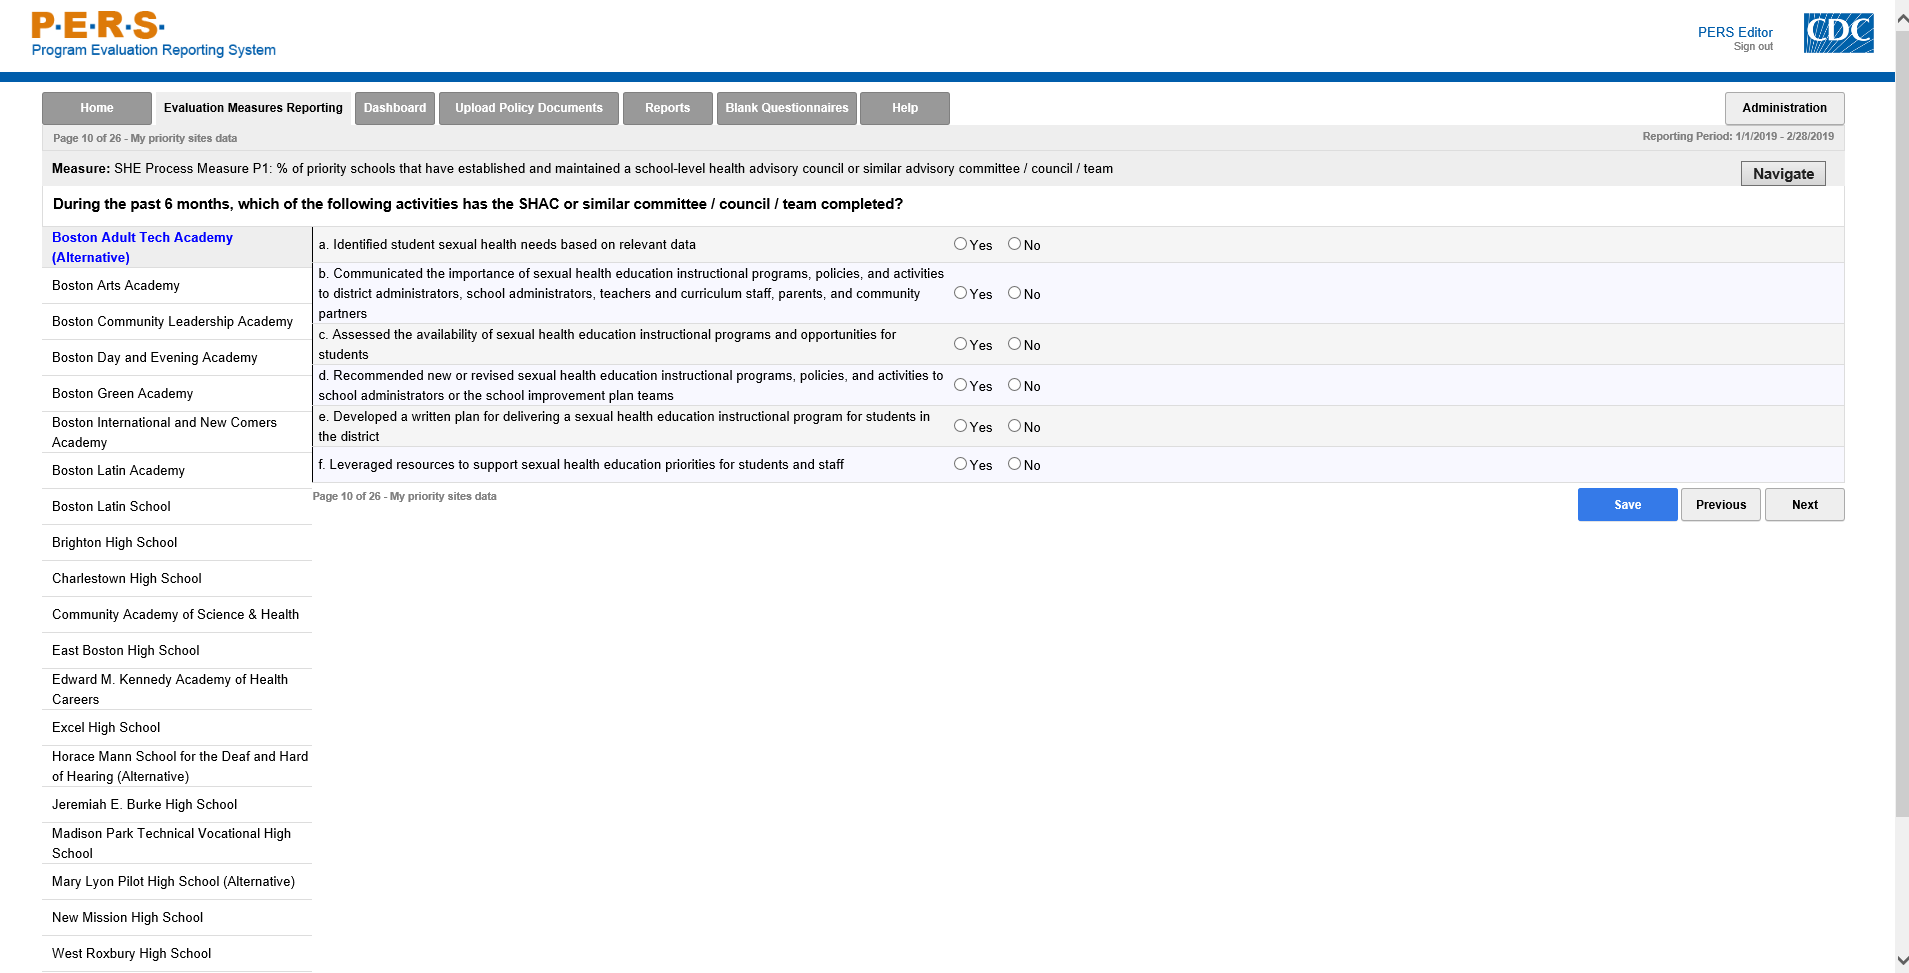 P·E·R·S·
Program Evaluation Reporting System
PERS Editor
Sign out
CDC
Home
Evaluation Measures Reporting
Dashboard
Upload Policy Documents
Reports
Blank Questionnaires
Help
Administration
Page 10 of 26 - My priority sites data
Reporting Period: 1/1/2019 - 2/28/2019
Measure: SHE Process Measure P1: % of priority schools that have established and maintained a school-level health advisory council or similar advisory committee / council / team
Navigate
During the past 6 months, which of the following activities has the SHAC or similar committee / council / team completed?
Boston Adult Tech Academy
(Alternative)
Boston Arts Academy
Boston Community Leadership Academy
Boston Day and Evening Academy
Boston Green Academy
Boston International and New Comers
Academy
Boston Latin Academy
Boston Latin School
Brighton High School
Charlestown High School
Community Academy of Science & Health
East Boston High School
Edward M. Kennedy Academy of Health
Careers
Excel High School
Horace Mann School for the Deaf and Hard
of Hearing (Alternative)
Jeremiah E. Burke High School
Madison Park Technical Vocational High
School
Mary Lyon Pilot High School (Alternative)
New Mission High School
West Roxbury High School
a. Identified student sexual health needs based on relevant data
Yes No
b. Communicated the importance of sexual health education instructional programs, policies, and activities
to district administrators, school administrators, teachers and curriculum staff, parents, and community
partners
Yes No
c. Assessed the availability of sexual health education instructional programs and opportunities for
students
Yes No
d. Recommended new or revised sexual health education instructional programs, policies, and activities to
school administrators or the school improvement plan teams
Yes No
e. Developed a written plan for delivering a sexual health education instructional program for students in
the district
Yes No
f. Leveraged resources to support sexual health education priorities for students and staff
Yes No
Page 10 of 26 - My priority sites data
Save
Previous
Next